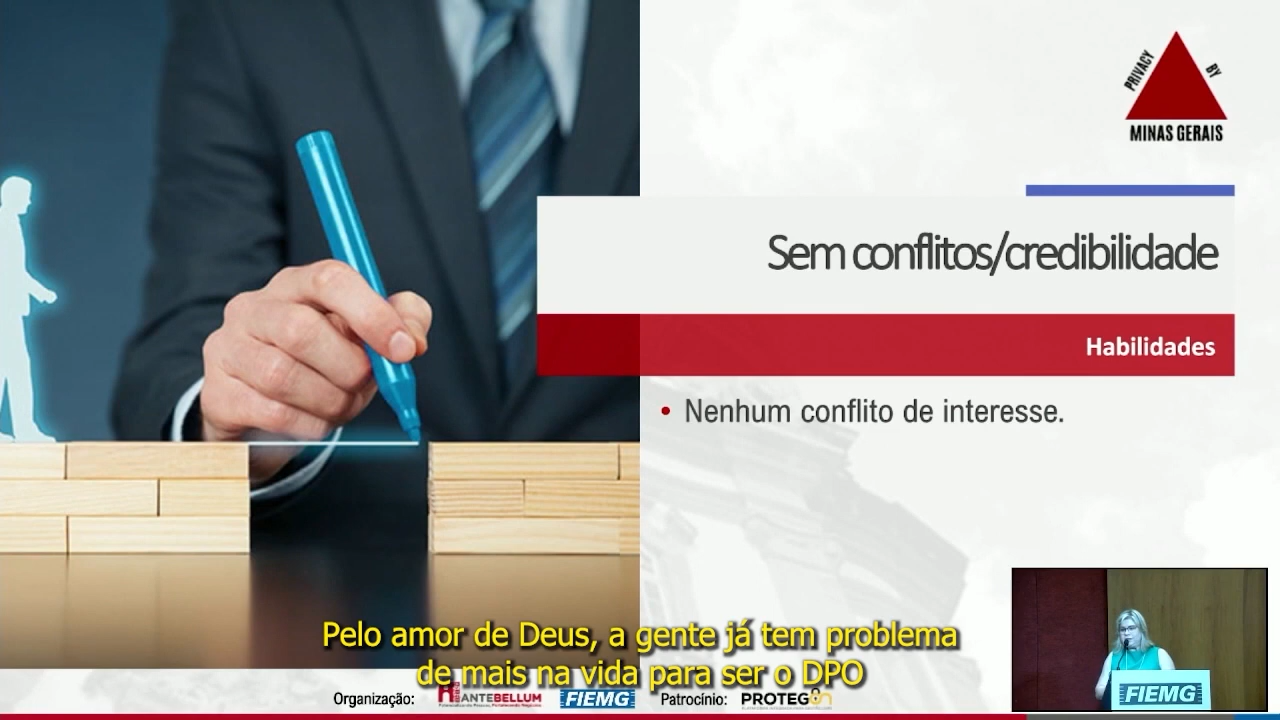 PRIVACY BY
MINAS GERAIS
Sem conflitos/credibilidade
Habilidades
• Nenhum conflito de interesse.
Pelo amor de Deus, a gente já tem problema
de mais na vida para ser o DPO
Organização: ANTEBELLUM FIEMG Patrocínio: PROTEGON
FIEMG